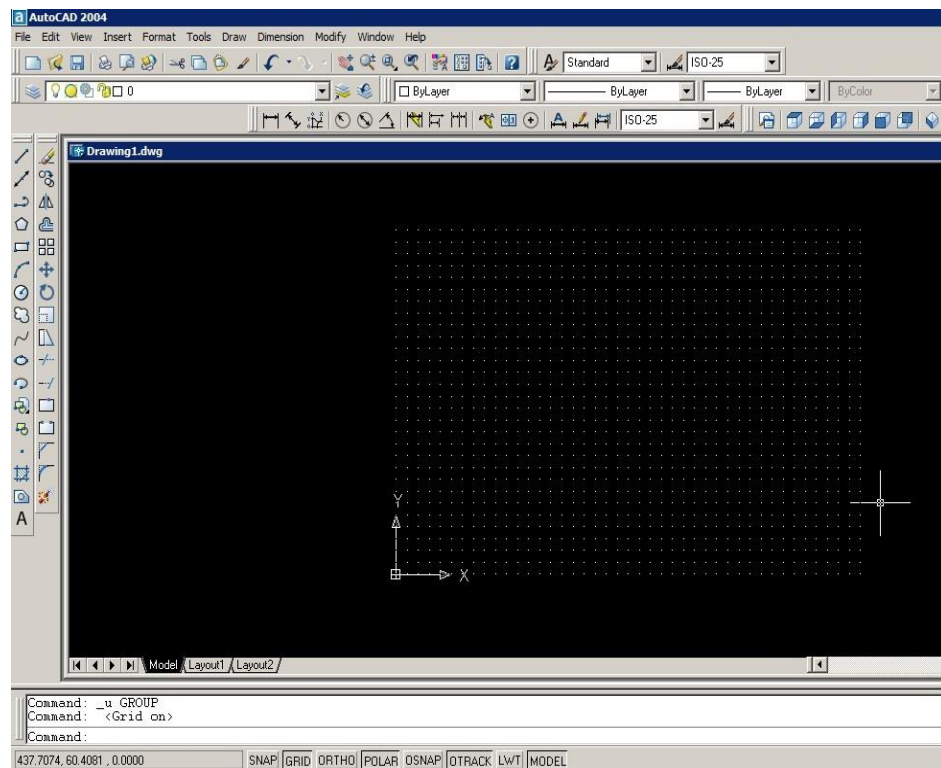 a AutoCAD 2004
File Edit View Insert Format Tools Draw Dimension Modify Window Help
Standard ISO-25
0 ByLayer ByLayer ByLayer ByColor
ISO-25
Drawing1.dwg
A
Y
X
Model Layout1 Layout2
Command: _u GROUP
Command: <Grid on>
Command:
437.7074, 60.4081 , 0.0000 SNAP GRID ORTHO POLAR OSNAP OTRACK LWT MODEL